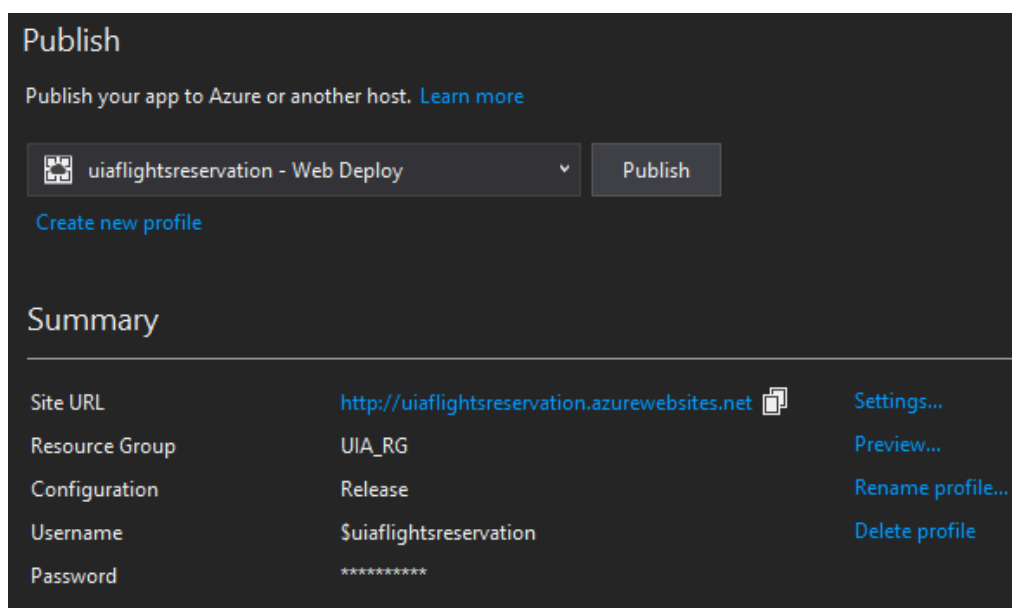 Publish
Publish your app to Azure or another host. Learn more
uiaflightsreservation - Web Deploy Publish
Create new profile
Summary
Site URL http://uiaflightsreservation.azurewebsites.net Settings...
Resource Group UIA_RG Preview...
Configuration Release Rename profile...
Username $uiaflightsreservation Delete profile
Password **********